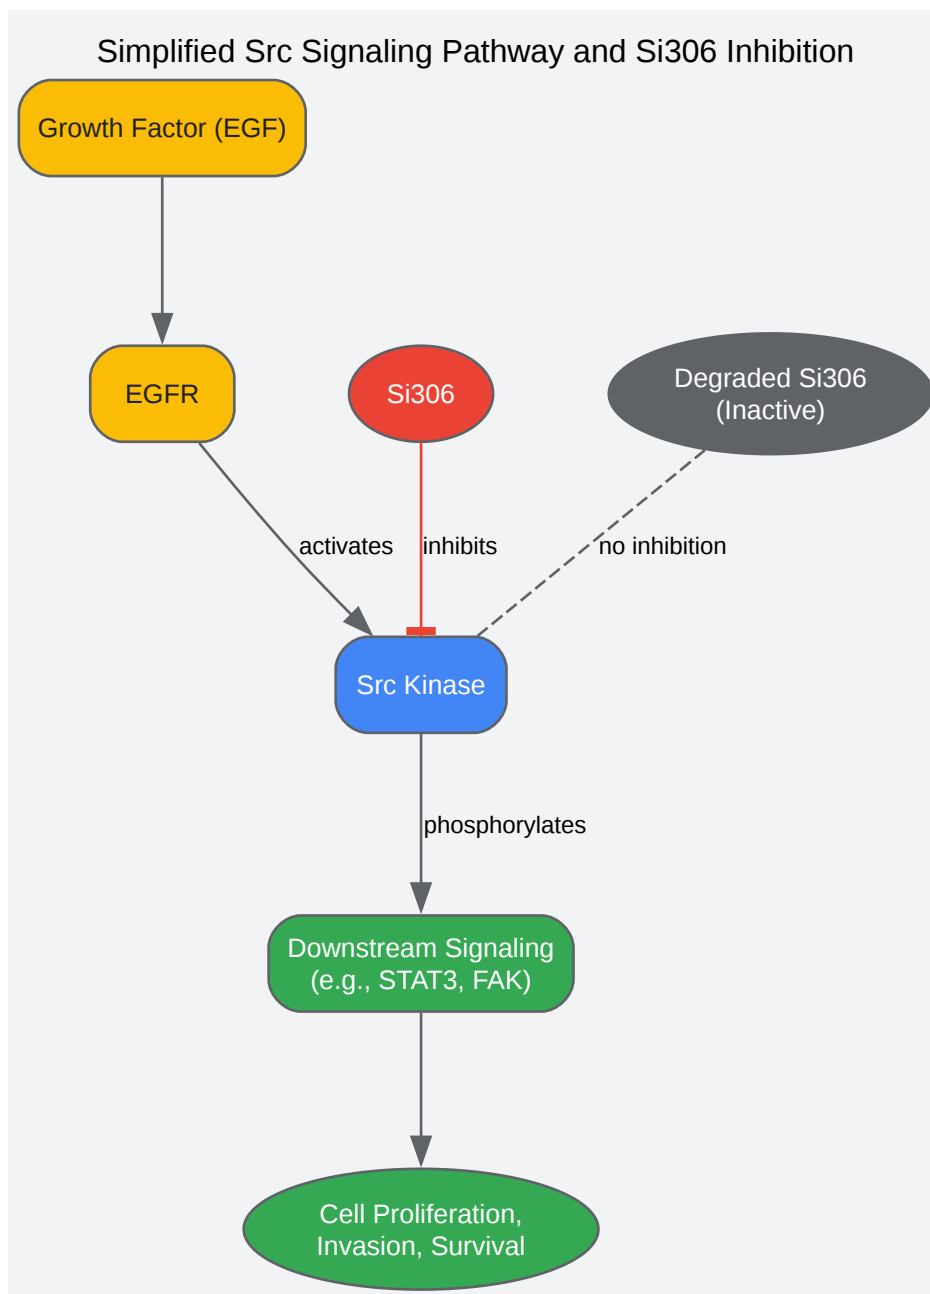 Simplified Src Signaling Pathway and Si306 Inhibition
Growth Factor (EGF)
EGFR
Si306
Degraded Si306
(Inactive)
activates
inhibits
no inhibition
Src Kinase
phosphorylates
Downstream Signaling
(e.g., STAT3, FAK)
Cell Proliferation,
Invasion, Survival